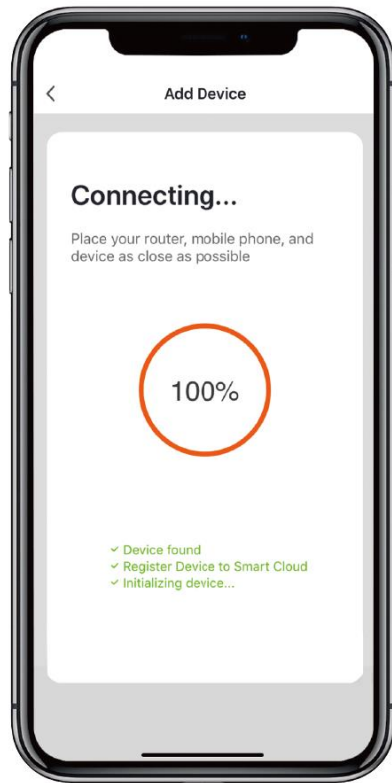 Add Device
Connecting...
Place your router, mobile phone, and
device as close as possible
100%
✓ Device found
✓ Register Device to Smart Cloud
✓ Initializing device...